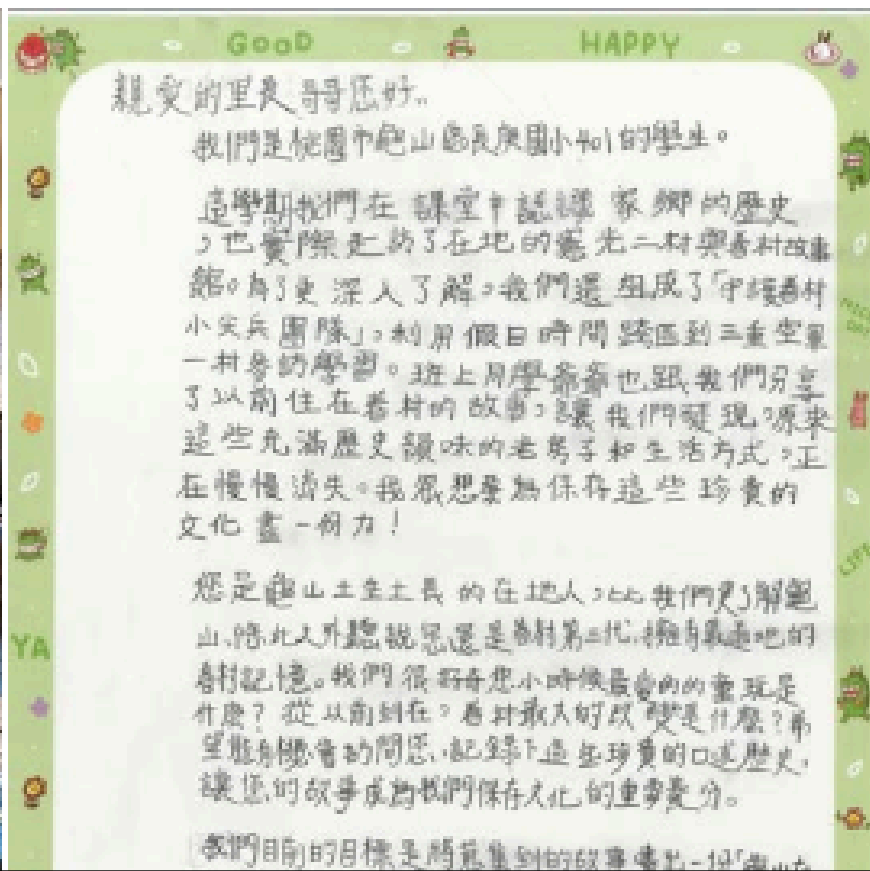 GOOD HAPPY
親愛的里長哥哥您好..
我們是桃園市龜山區長庚國小401的學生。
這學期我們在課堂中認識家鄉的歷史
，也實際走訪了在地的憲光二村與眷村故事
館。為了更深入了解，我們還組成了「守護眷村
小尖兵團隊」，利用假日時間跨區到三重空軍
一村參訪學習。班上同學爺爺也跟我們分享
了以前住在眷村的故事，讓我們發現，原來
這些充滿歷史韻味的老房子和生活方式，正
在慢慢消失。我很想要為保存這些珍貴的
文化盡一份力！
您是龜山土生土長的在地人，比我們更了解龜
山、除此之外聽說您還是眷村第二代、擁有最道地的
眷村記憶。我們很好奇您小時候最愛的的童玩是
什麼？從以前到在，眷村最大的改變是什麼？希
望能有機會訪問您、記錄下這些珍貴的口述歷史，
讓您的故事成為我們保存文化的重要分。
我們目前的目標是將蒐集到的故事
NICE
DAY
LIFE
YA